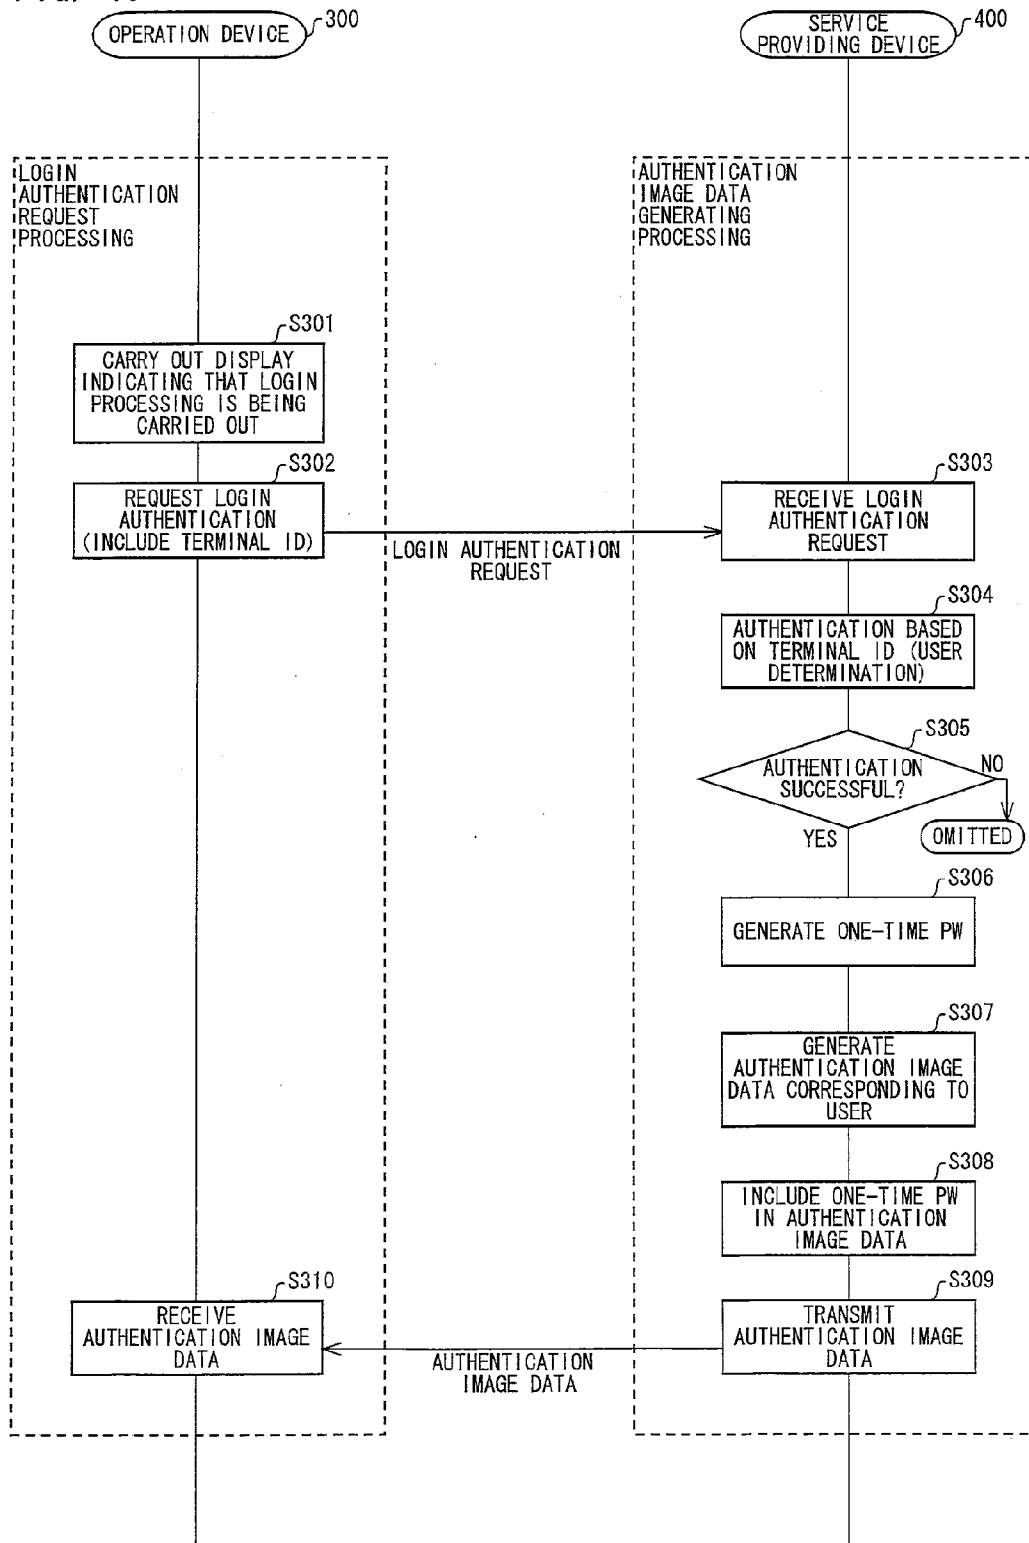 OPERATION DEVICE
300
SERVICE
PROVIDING DEVICE
400
LOGIN
AUTHENTICATION
REQUEST
PROCESSING
AUTHENTICATION
IMAGE DATA
GENERATING
PROCESSING
S301
CARRY OUT DISPLAY
INDICATING THAT LOGIN
PROCESSING IS BEING
CARRIED OUT
S302
REQUEST LOGIN
AUTHENTICATION
(INCLUDE TERMINAL ID)
LOGIN AUTHENTICATION
REQUEST
S303
RECEIVE LOGIN
AUTHENTICATION
REQUEST
S304
AUTHENTICATION BASED
ON TERMINAL ID (USER
DETERMINATION)
S305
AUTHENTICATION
SUCCESSFUL?
NO
YES
OMITTED
S306
GENERATE ONE-TIME PW
S307
GENERATE
AUTHENTICATION IMAGE
DATA CORRESPONDING TO
USER
S308
INCLUDE ONE-TIME PW
IN AUTHENTICATION
IMAGE DATA
S309
TRANSMIT
AUTHENTICATION IMAGE
DATA
AUTHENTICATION
IMAGE DATA
S310
RECEIVE
AUTHENTICATION IMAGE
DATA